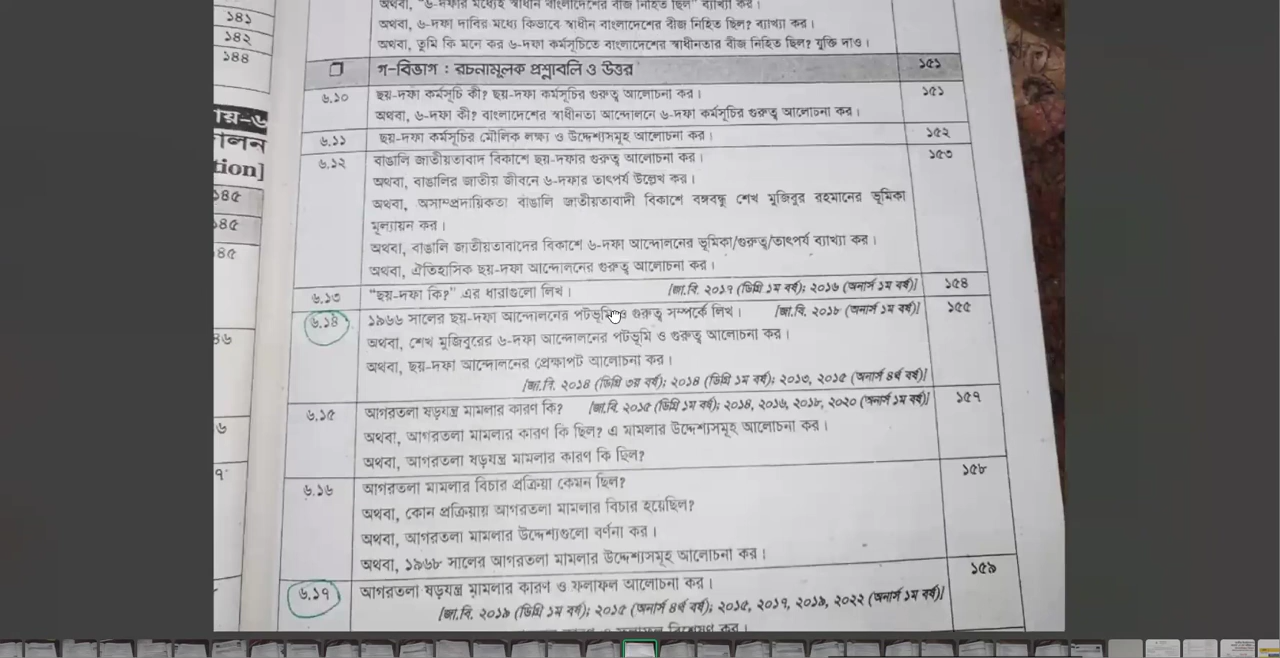 ১৪১
১৪২
১৪৪
য়-৬
লন
tion]
১৪৫
১৪৫
৪৫
৪৬
৬
অথবা, "৬-দফার মধ্যেই স্বাধীন বাংলাদেশের বীজ নিহিত ছিল" ব্যাখ্যা কর।
অথবা, ৬-দফা দাবির মধ্যে কিভাবে স্বাধীন বাংলাদেশের বীজ নিহিত ছিল? ব্যাখ্যা কর।
অথবা, তুমি কি মনে কর ৬-দফা কর্মসূচিতে বাংলাদেশের স্বাধীনতার বীজ নিহিত ছিল? যুক্তি দাও।
গ-বিভাগ : রচনামূলক প্রশ্নাবলি ও উত্তর ১৫১
৬.১০ ছয়-দফা কর্মসূচি কী? ছয়-দফা কর্মসূচির গুরুত্ব আলোচনা কর। ১৫১
অথবা, ৬-দফা কী? বাংলাদেশের স্বাধীনতা আন্দোলনে ৬-দফা কর্মসূচির গুরুত্ব আলোচনা কর।
৬.১১ ছয়-দফা কর্মসূচির মৌলিক লক্ষ্য ও উদ্দেশ্যসমূহ আলোচনা কর। ১৫২
৬.১২ বাঙালি জাতীয়তাবাদ বিকাশে ছয়-দফার গুরুত্ব আলোচনা কর। ১৫৩
অথবা, বাঙালির জাতীয় জীবনে ৬-দফার তাৎপর্য উল্লেখ কর।
অথবা, অসাম্প্রদায়িকতা বাঙালি জাতীয়তাবাদী বিকাশে বঙ্গবন্ধু শেখ মুজিবুর রহমানের ভূমিকা
মূল্যায়ন কর।
অথবা, বাঙালি জাতীয়তাবাদের বিকাশে ৬-দফা আন্দোলনের ভূমিকা/গুরুত্ব/তাৎপর্য ব্যাখ্যা কর।
অথবা, ঐতিহাসিক ছয়-দফা আন্দোলনের গুরুত্ব আলোচনা কর।
৬.১৩ "ছয়-দফা কি?" এর ধারাগুলো লিখ। [জা.বি. ২০১৭ (ডিগ্রি ১ম বর্ষ); ২০১৬ (অনার্স ১ম বর্ষ)] ১৫৪
৬.১৪ ১৯৬৬ সালের ছয়-দফা আন্দোলনের পটভূমি ও গুরুত্ব সম্পর্কে লিখ। [জা.বি. ২০১৮ (অনার্স ১ম বর্ষ)] ১৫৫
অথবা, শেখ মুজিবুরের ৬-দফা আন্দোলনের পটভূমি ও গুরুত্ব আলোচনা কর।
অথবা, ছয়-দফা আন্দোলনের প্রেক্ষাপট আলোচনা কর।
[জা.বি. ২০১৪ (ডিগ্রি ৩য় বর্ষ); ২০১৪ (ডিগ্রি ১ম বর্ষ); ২০১৩, ২০১৫ (অনার্স ৪র্থ বর্ষ)]
৬.১৫ আগরতলা ষড়যন্ত্র মামলার কারণ কি? [জা.বি. ২০১৫ (ডিগ্রি ১ম বর্ষ); ২০১৪, ২০১৬, ২০১৮, ২০২০ (অনার্স ১ম বর্ষ)] ১৫৭
অথবা, আগরতলা মামলার কারণ কি ছিল? এ মামলার উদ্দেশ্যসমূহ আলোচনা কর।
অথবা, আগরতলা ষড়যন্ত্র মামলার কারণ কি ছিল?
৬.১৬ আগরতলা মামলার বিচার প্রক্রিয়া কেমন ছিল? ১৫৮
অথবা, কোন প্রক্রিয়ায় আগরতলা মামলার বিচার হয়েছিল?
অথবা, আগরতলা মামলার উদ্দেশ্যগুলো বর্ণনা কর।
অথবা, ১৯৬৮ সালের আগরতলা মামলার উদ্দেশ্যসমূহ আলোচনা কর।
৬.১৭ আগরতলা ষড়যন্ত্র মামলার কারণ ও ফলাফল আলোচনা কর। ১৫৯
[জা.বি. ২০১৯ (ডিগ্রি ১ম বর্ষ); ২০১৫ (অনার্স ৪র্থ বর্ষ); ২০১৫, ২০১৭, ২০১৯, ২০২২ (অনার্স ১ম বর্ষ)]